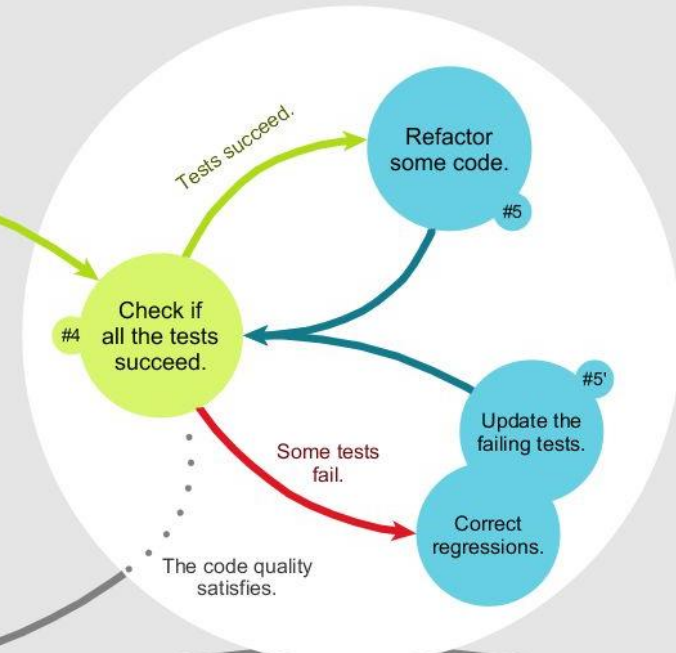 Tests succeed.
Refactor
some code.
#5
Check if
all the tests
succeed.
#4
#5'
Update the
failing tests.
Some tests
fail.
Correct
regressions.
The code quality
satisfies.